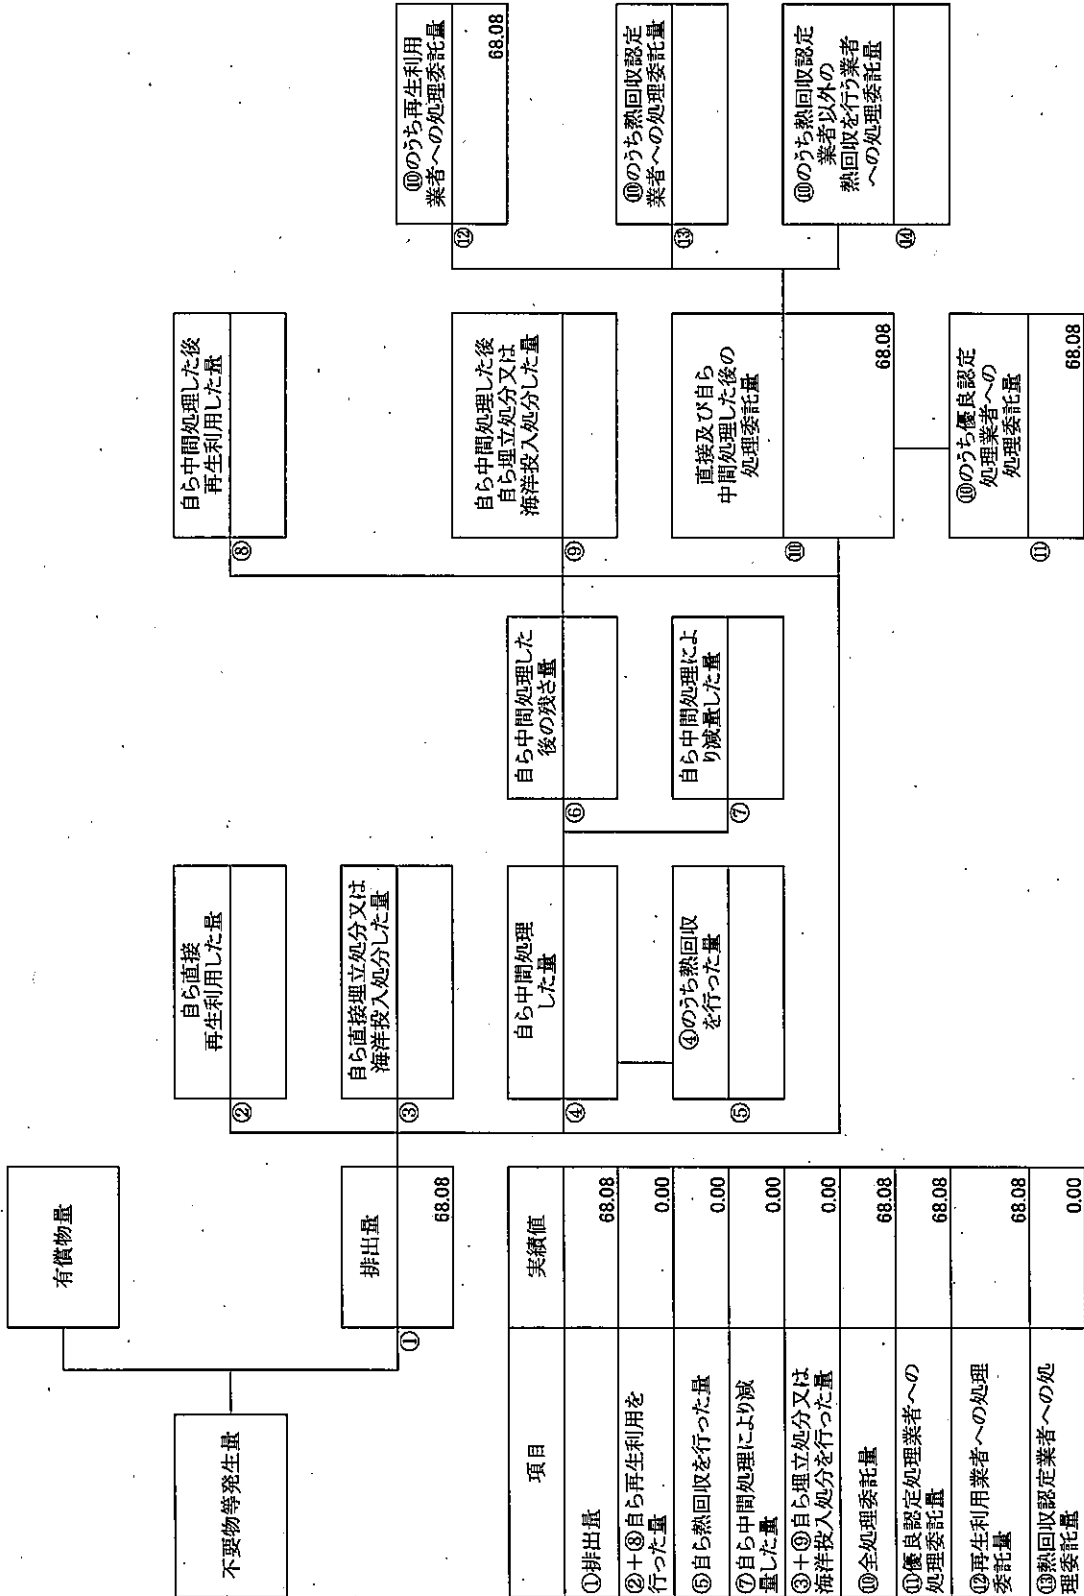 不要物等発生量
有償物量
①
排出量
68.08
②
自ら直接
再生利用した量
③
自ら直接埋立処分又は
海洋投入処分した量
④
自ら中間処理
した量
⑤
④のうち熱回収
を行った量
⑥
自ら中間処理した
後の残さ量
⑦
自ら中間処理によ
り減量した量
⑧
自ら中間処理した後
再生利用した量
⑨
自ら中間処理した後
自ら埋立処分又は
海洋投入処分した量
⑩
直接及び自ら
中間処理した後の
処理委託量
68.08
⑪
⑩のうち優良認定
処理業者への
処理委託量
68.08
⑫
⑩のうち再生利用
業者への処理委託量
68.08
⑬
⑩のうち熱回収認定
業者への処理委託量
⑭
⑩のうち熱回収認定
業者以外の
熱回収を行う業者
への処理委託量
項目 実績値
①排出量 68.08
②+⑧自ら再生利用を
行った量 0.00
⑤自ら熱回収を行った量 0.00
⑦自ら中間処理により減
量した量 0.00
③+⑨自ら埋立処分又は
海洋投入処分を行った量 0.00
⑩全処理委託量 68.08
⑪優良認定処理業者への
処理委託量 68.08
⑫再生利用業者への処理
委託量 68.08
⑬熱回収認定業者への処
理委託量 0.00